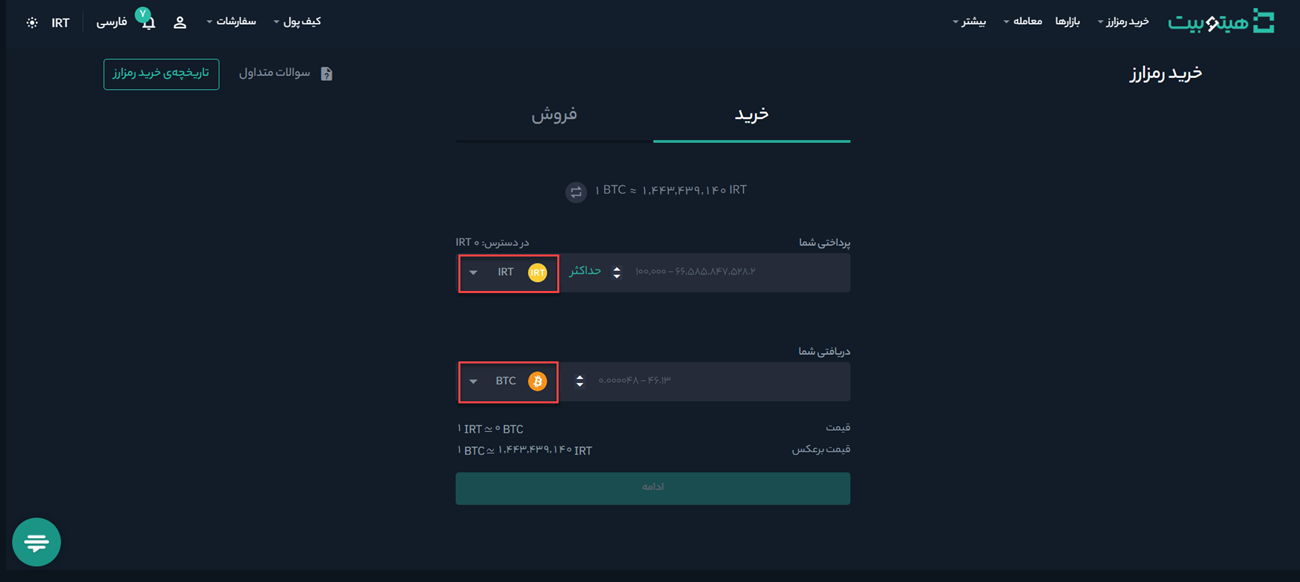 هیتوبیت
خرید رمزارز
بازارها
معامله
بیشتر
کیف پول
سفارشات
۷
فارسی
IRT
خرید رمزارز
سوالات متداول
تاریخچه‌ی خرید رمزارز
خرید
فروش
۱ BTC ≈ ۱,۴۴۳,۴۳۹,۱۴۰ IRT
پرداختی شما
در دسترس: ۰ IRT
۱۰۰,۰۰۰ – ۶۶,۵۸۵,۸۴۷,۵۲۸.۲
حداکثر
IRT
IRT
دریافتی شما
۰.۰۰۰۰۴۸ – ۴۶.۱۳
BTC
قیمت
۱ IRT ≃ ۰ BTC
قیمت برعکس
۱ BTC ≃ ۱,۴۴۳,۴۳۹,۱۴۰ IRT
ادامه